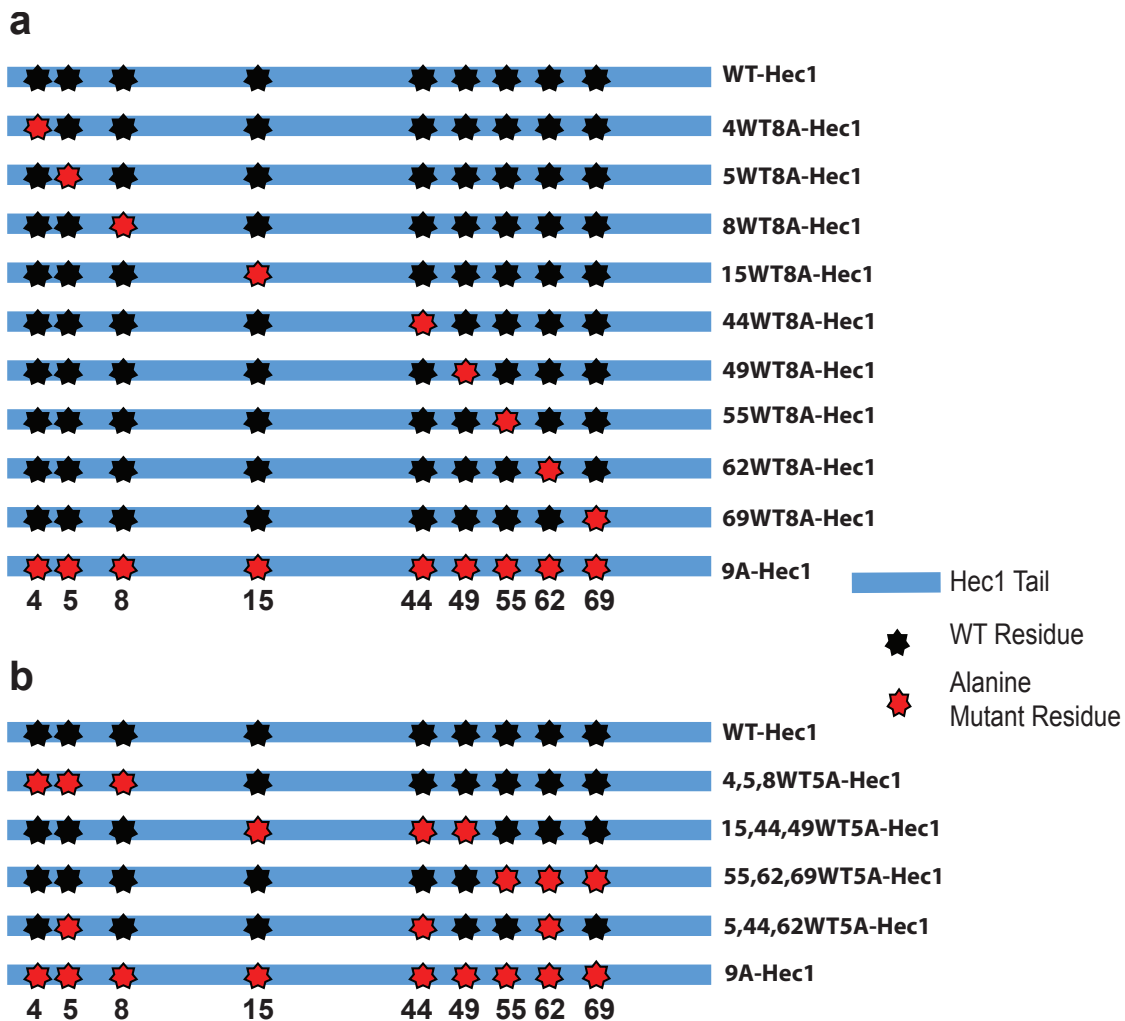 a
WT-Hec1
4WT8A-Hec1
5WT8A-Hec1
8WT8A-Hec1
15WT8A-Hec1
44WT8A-Hec1
49WT8A-Hec1
55WT8A-Hec1
62WT8A-Hec1
69WT8A-Hec1
9A-Hec1
4 5 8 15 44 49 55 62 69
Hec1 Tail
WT Residue
Alanine
Mutant Residue
b
WT-Hec1
4,5,8WT5A-Hec1
15,44,49WT5A-Hec1
55,62,69WT5A-Hec1
5,44,62WT5A-Hec1
9A-Hec1
4 5 8 15 44 49 55 62 69